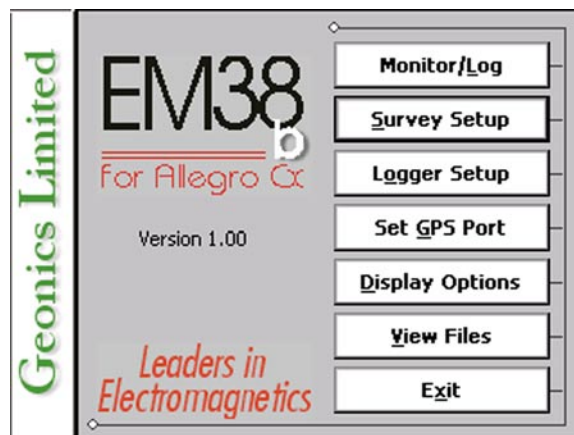 Geonics Limited
EM38
b
for Allegro Cx
Version 1.00
Leaders in
Electromagnetics
Monitor/Log
Survey Setup
Logger Setup
Set GPS Port
Display Options
View Files
Exit